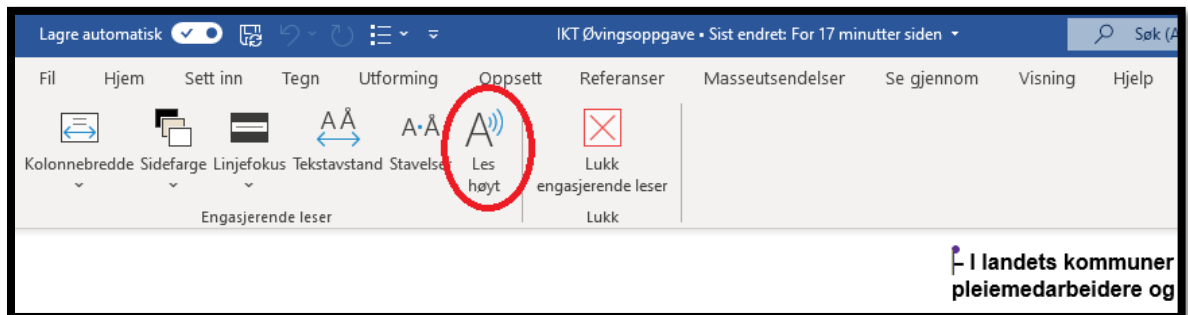 Lagre automatisk
IKT Øvingsoppgave • Sist endret: For 17 minutter siden
Søk (A
Fil Hjem Sett inn Tegn Utforming Oppsett Referanser Masseutsendelser Se gjennom Visning Hjelp
Kolonnebredde Sidefarge Linjefokus Tekstavstand Stavelser Les høyt Lukk engasjerende leser
Engasjerende leser Lukk
– I landets kommuner
pleiemedarbeidere og